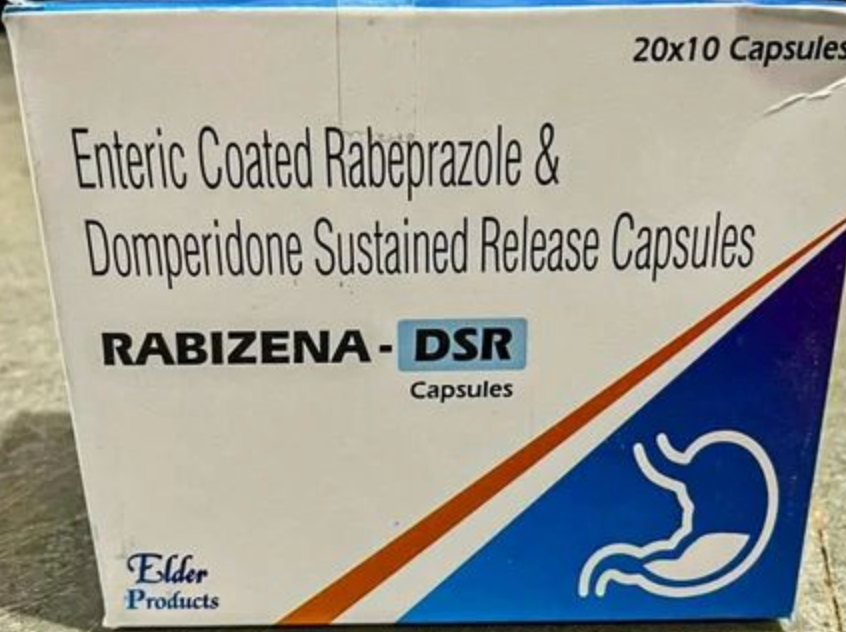 20x10 Capsules
Enteric Coated Rabeprazole &
Domperidone Sustained Release Capsules
RABIZENA - DSR
Capsules
Elder
Products